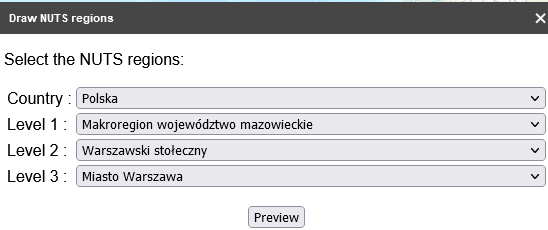 Draw NUTS regions
Select the NUTS regions:
Country : Polska
Level 1 : Makroregion województwo mazowieckie
Level 2 : Warszawski stołeczny
Level 3 : Miasto Warszawa
Preview